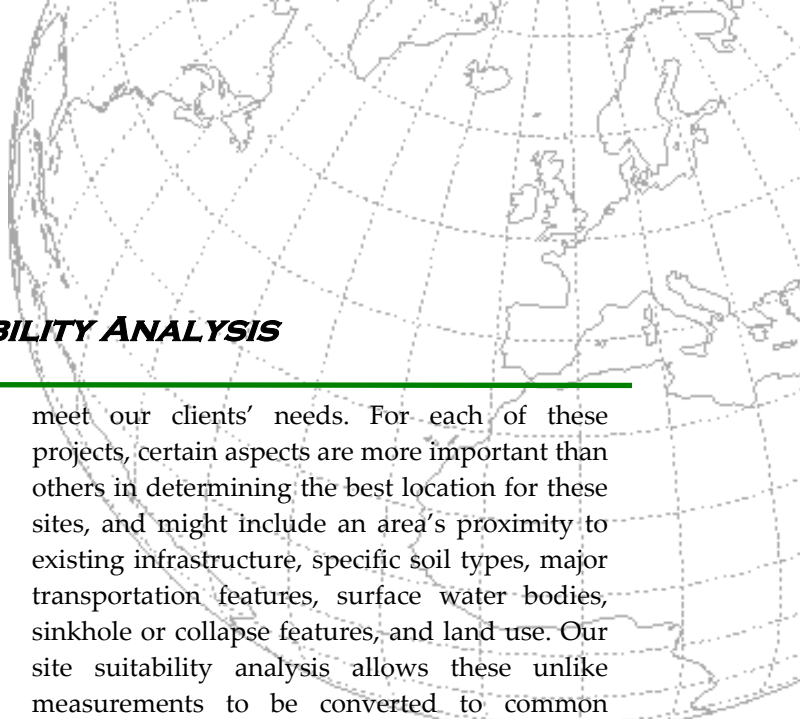 BILITY ANALYSIS
meet our clients’ needs. For each of these
projects, certain aspects are more important than
others in determining the best location for these
sites, and might include an area’s proximity to
existing infrastructure, specific soil types, major
transportation features, surface water bodies,
sinkhole or collapse features, and land use. Our
site suitability analysis allows these unlike
measurements to be converted to common